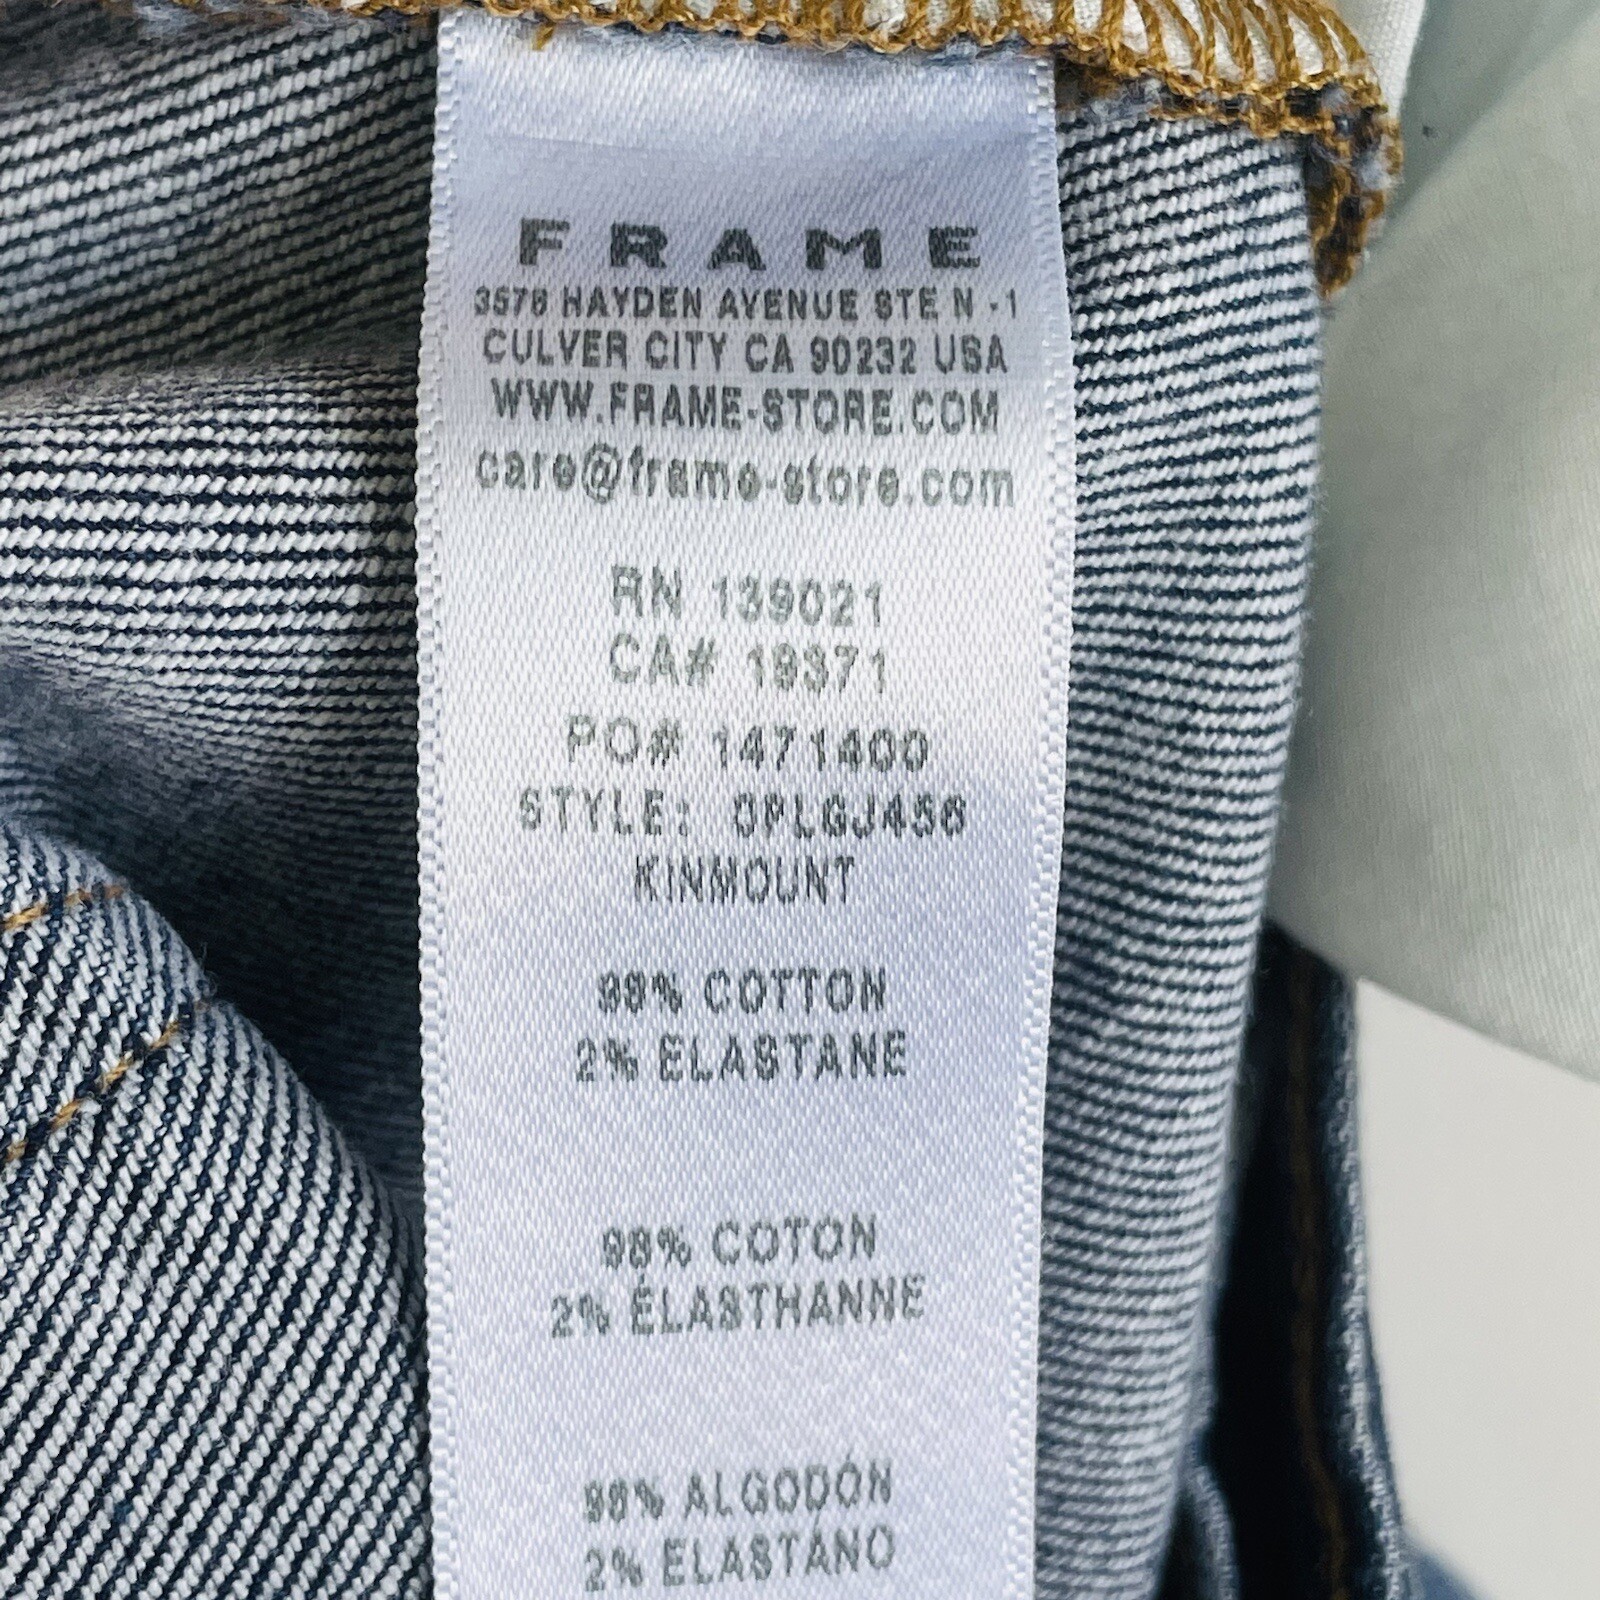 FRAME
3578 HAYDEN AVENUE STE N - 1
CULVER CITY CA 90232 USA
WWW.FRAME-STORE.COM
care@frame-store.com
RN 139021
CA# 19371
PO# 1471400
STYLE: OPLGJ456
KINMOUNT
98% COTTON
2% ELASTANE
98% COTON
2% ÉLASTHANNE
98% ALGODÓN
2% ELASTANO